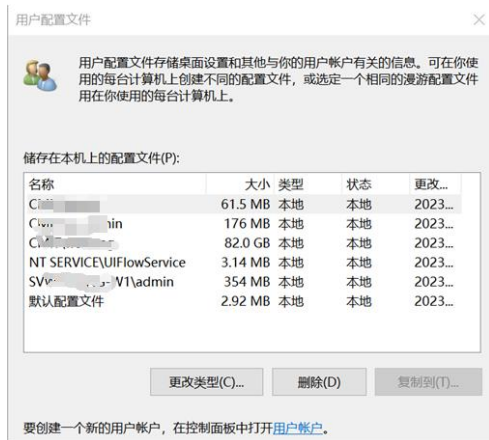 用户配置文件
用户配置文件存储桌面设置和其他与你的用户帐户有关的信息。可在你使
用的每台计算机上创建不同的配置文件，或选定一个相同的漫游配置文件
用在你使用的每台计算机上。
储存在本机上的配置文件(P):
名称 大小 类型 状态 更改...
61.5 MB 本地 本地 2023...
176 MB 本地 本地 2023...
82.0 GB 本地 本地 2023...
NT SERVICE\UIFlowService 3.14 MB 本地 本地 2023...
-W1\admin 354 MB 本地 本地 2023...
默认配置文件 2.92 MB 本地 本地 2023...
更改类型(C)... 删除(D) 复制到(T)...
要创建一个新的用户帐户，在控制面板中打开用户帐户。